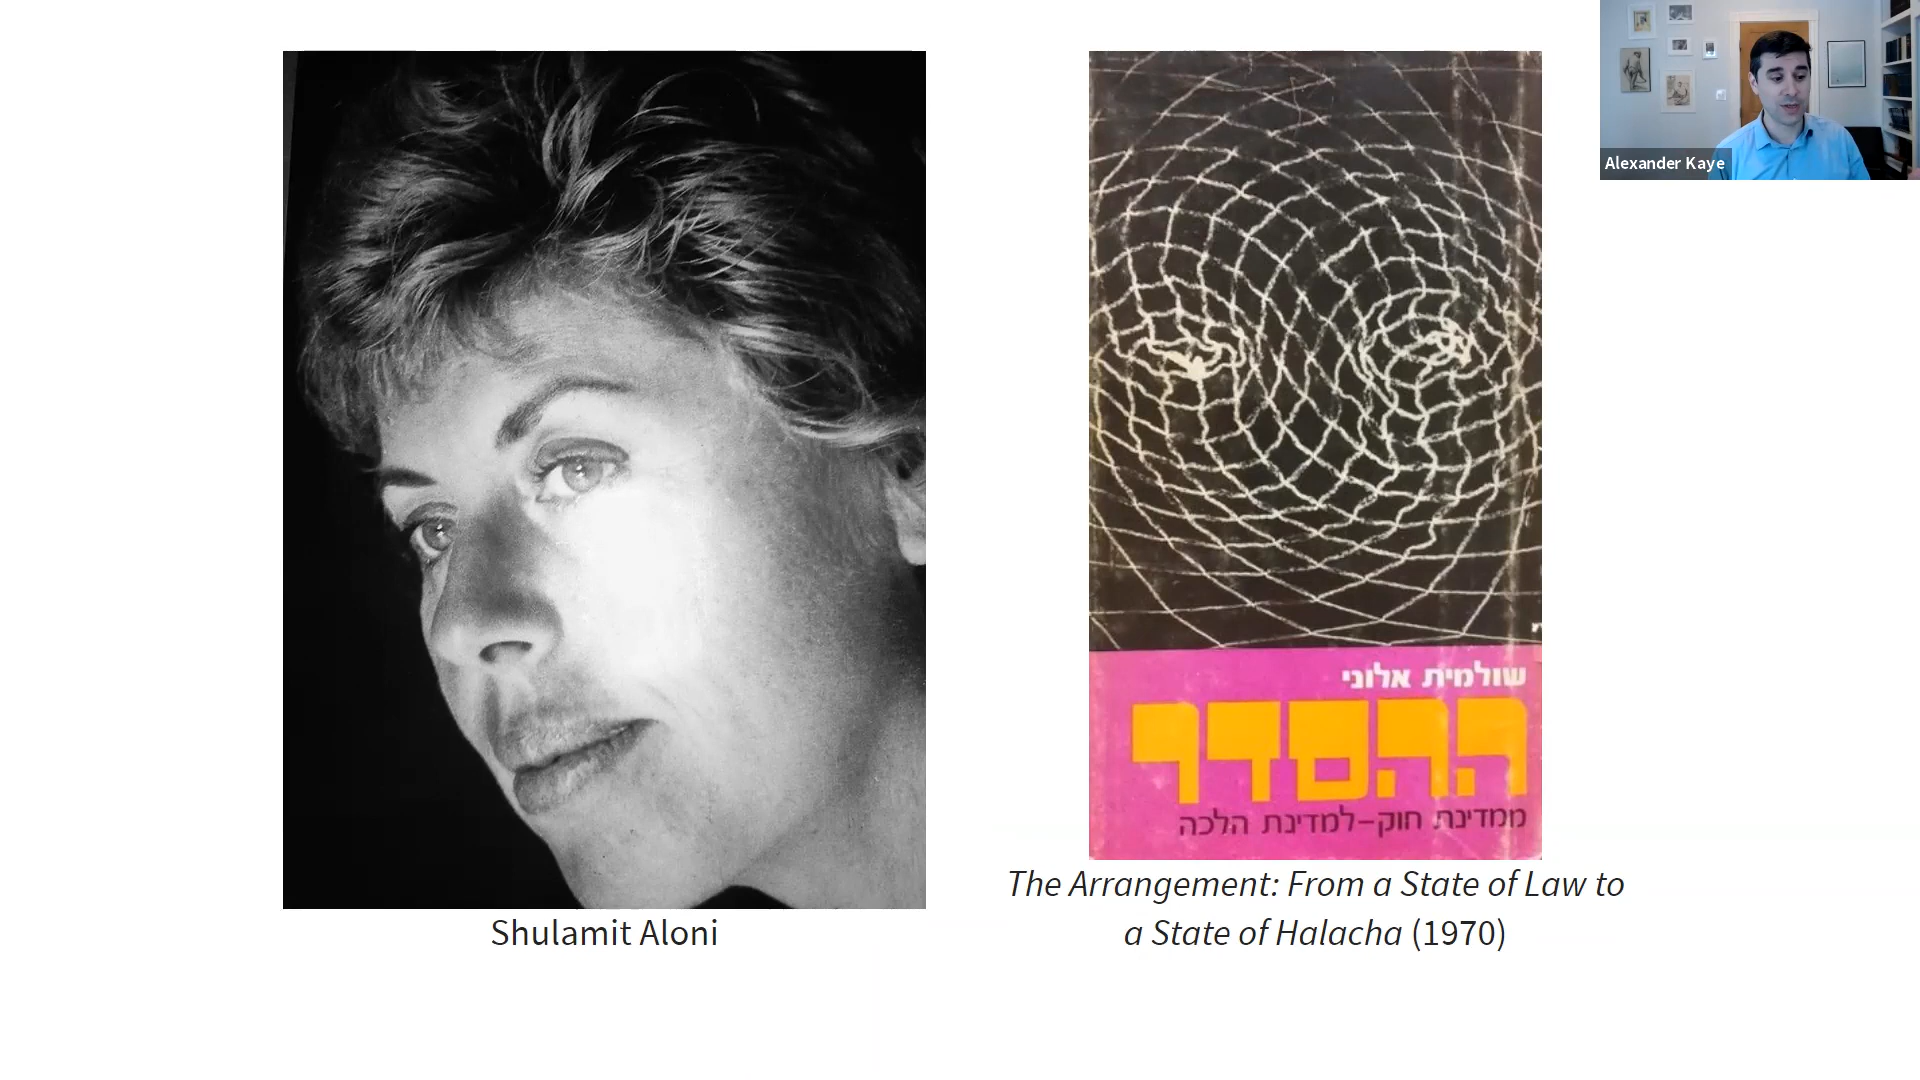 Alexander Kaye
שולמית אלוני
ההסדר
ממדינת חוק–למדינת הלכה
Shulamit Aloni
The Arrangement: From a State of Law to
a State of Halacha (1970)